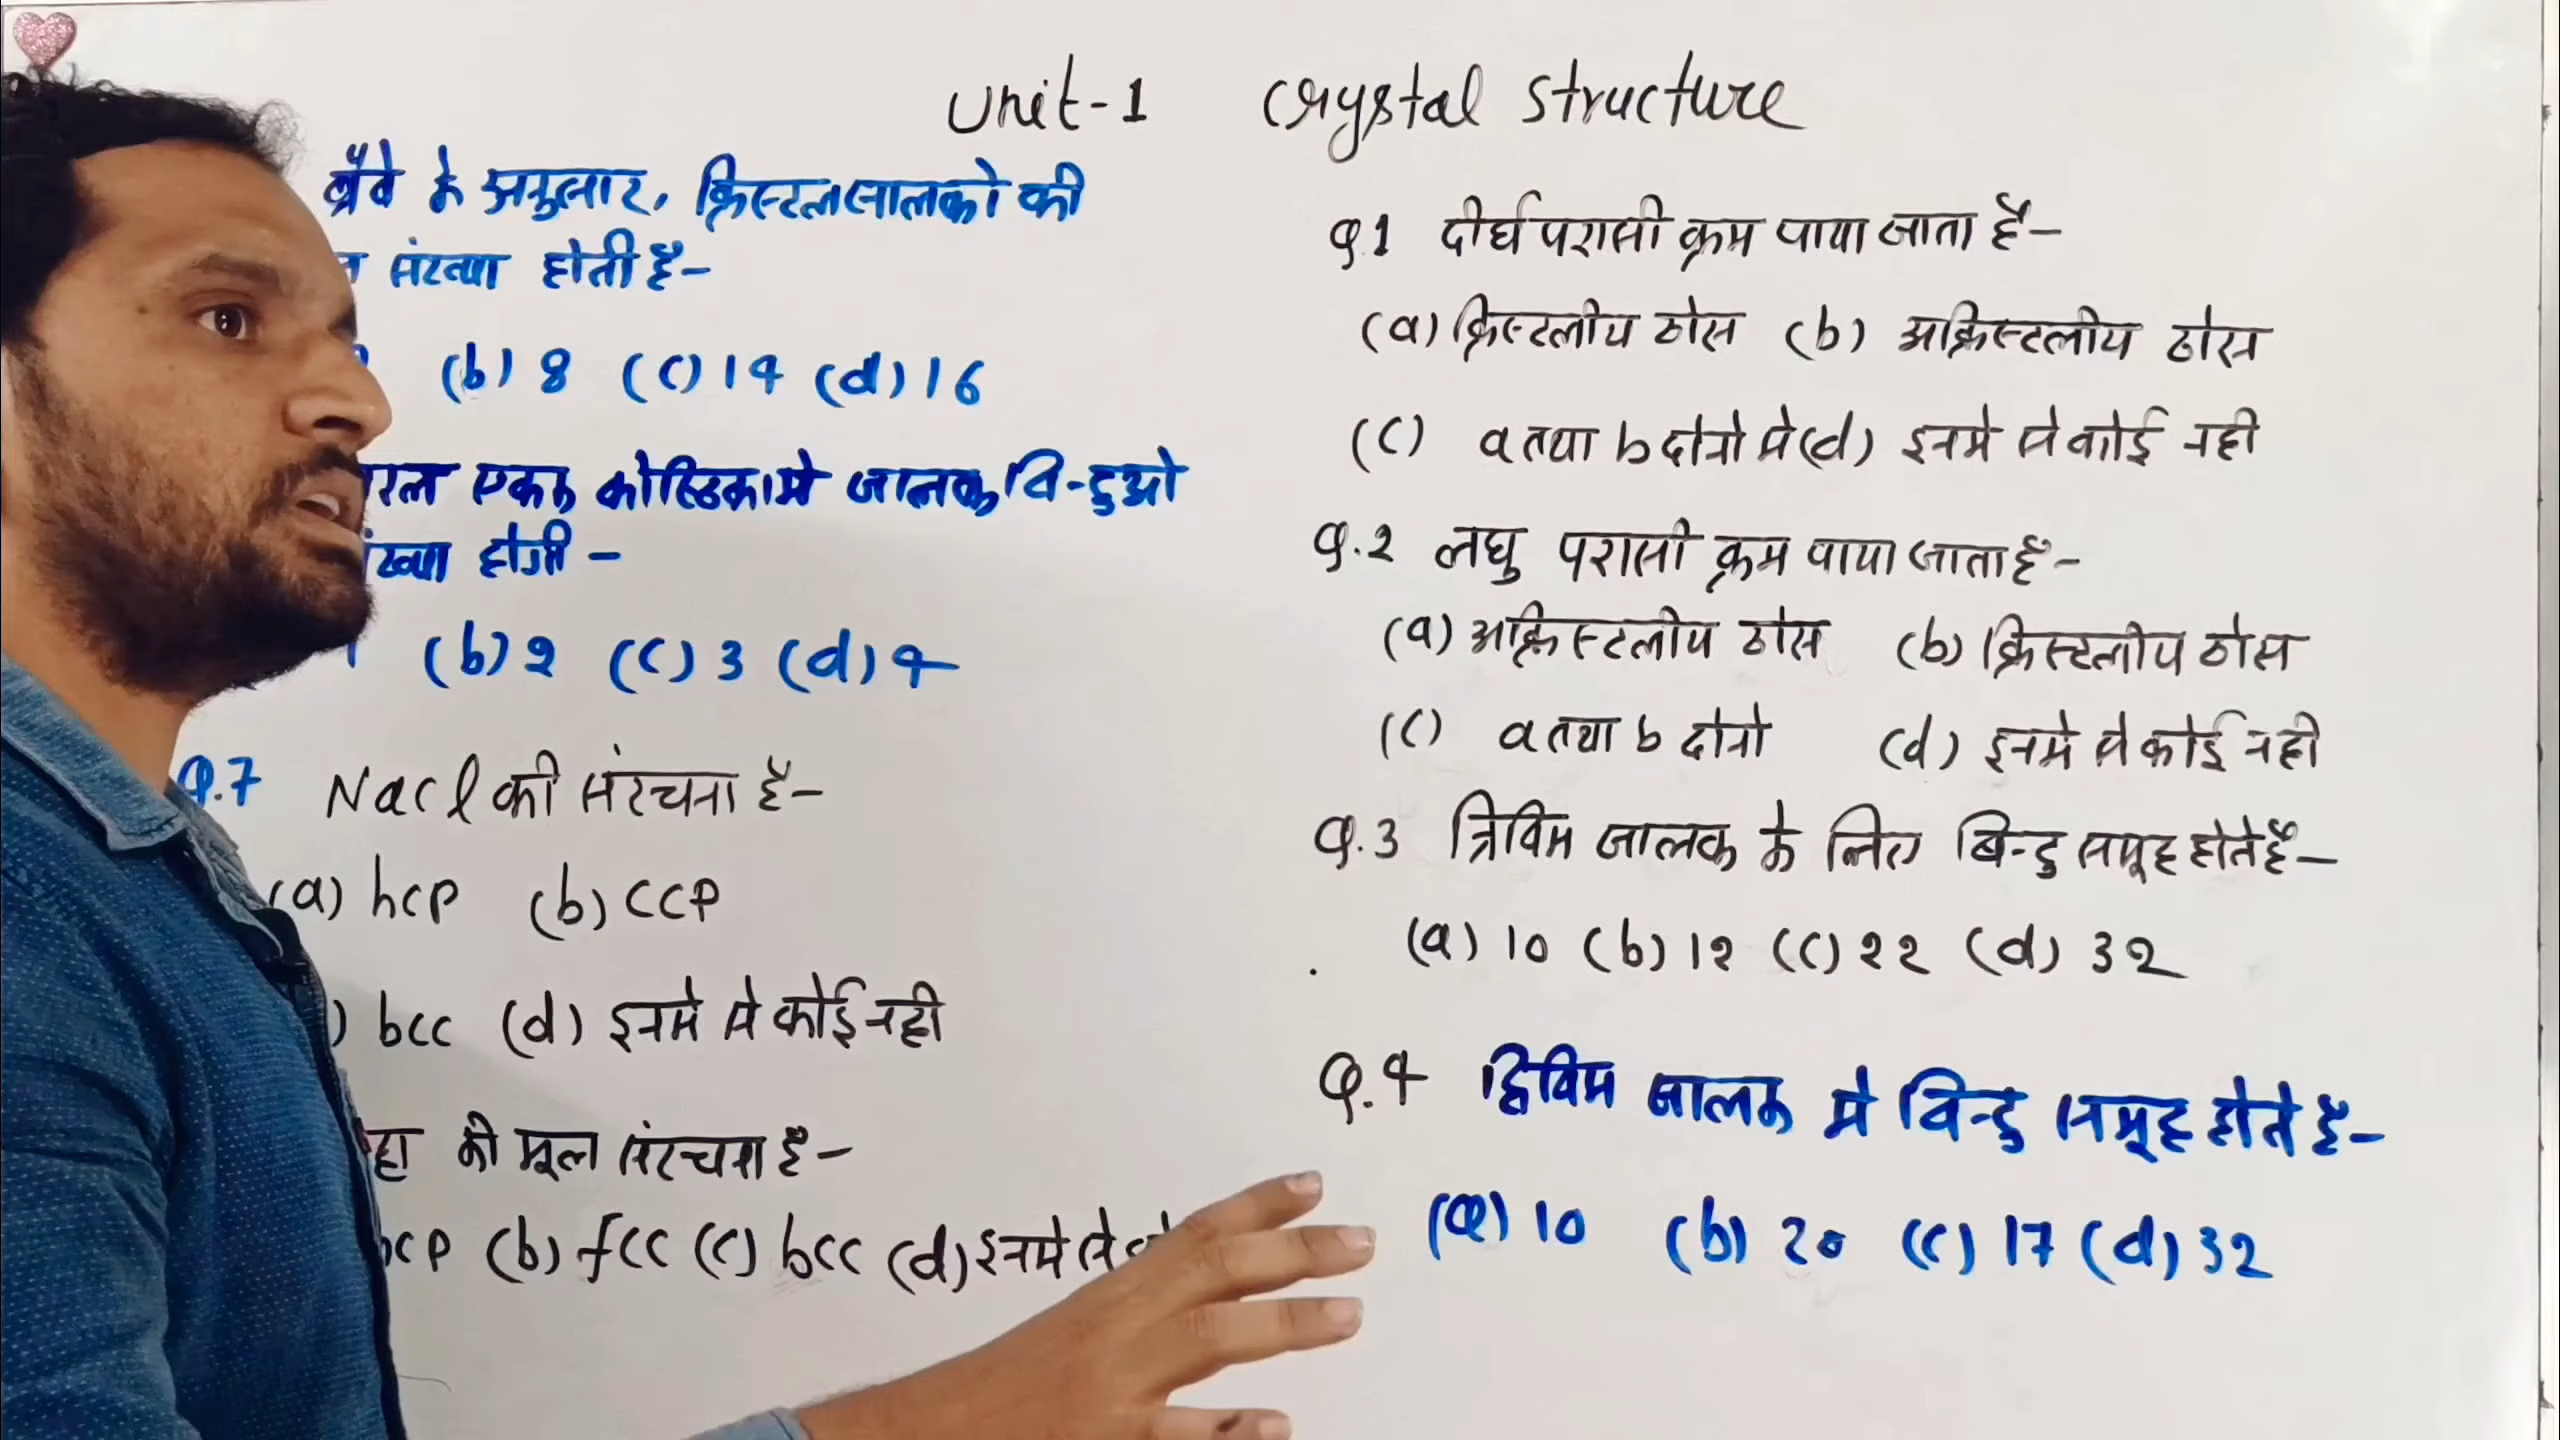 Unit-1 Crystal Structure
ब्रैवे के अनुसार, क्रिस्टल जालको की
संख्या होती है-
(b) 8 (c) 14 (d) 16
एकक कोष्ठिका मे जालक बिन्दुओ
होगी -
(b) 2 (c) 3 (d) 4
Q.7 Nacl की संरचना है-
(a) hcp (b) ccp
bcc (d) इनमे से कोई नही
की मूल संरचना है-
(b) fcc (c) bcc (d) इनमे से
Q.1 दीर्घ परासी क्रम पाया जाता है-
(a) क्रिस्टलीय ठोस (b) अक्रिस्टलीय ठोस
(c) a तथा b दोनो मे (d) इनमे से कोई नही
Q.2 लघु परासी क्रम पाया जाता है-
(a) अक्रिस्टलीय ठोस (b) क्रिस्टलीय ठोस
(c) a तथा b दोनो (d) इनमे से कोई नही
Q.3 त्रिविम जालक के लिए बिन्दु समूह होते है-
(a) 10 (b) 12 (c) 22 (d) 32
Q.4 द्विविम जालक मे बिन्दु समूह होते है-
(a) 10 (b) 20 (c) 17 (d) 32